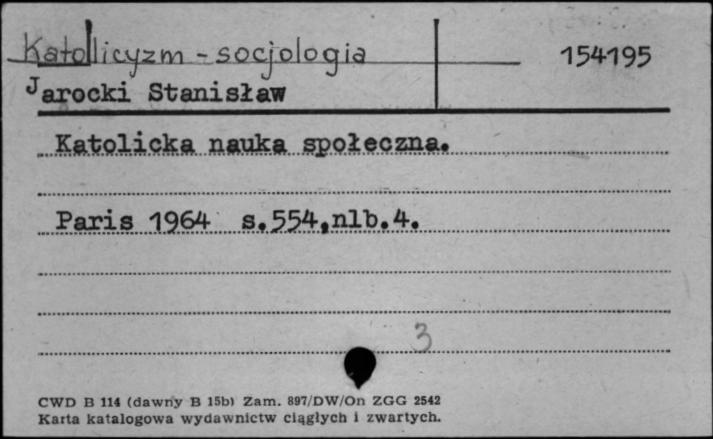 Katolicyzm - socjologia 154195
Jarocki Stanisław
Katolicka nauka społeczna.
Paris 1964 s.554,nlb.4.
3
CWD B 114 (dawny B 15b) Zam. 897/DW/On ZGG 2542
Karta katalogowa wydawnictw ciągłych i zwartych.